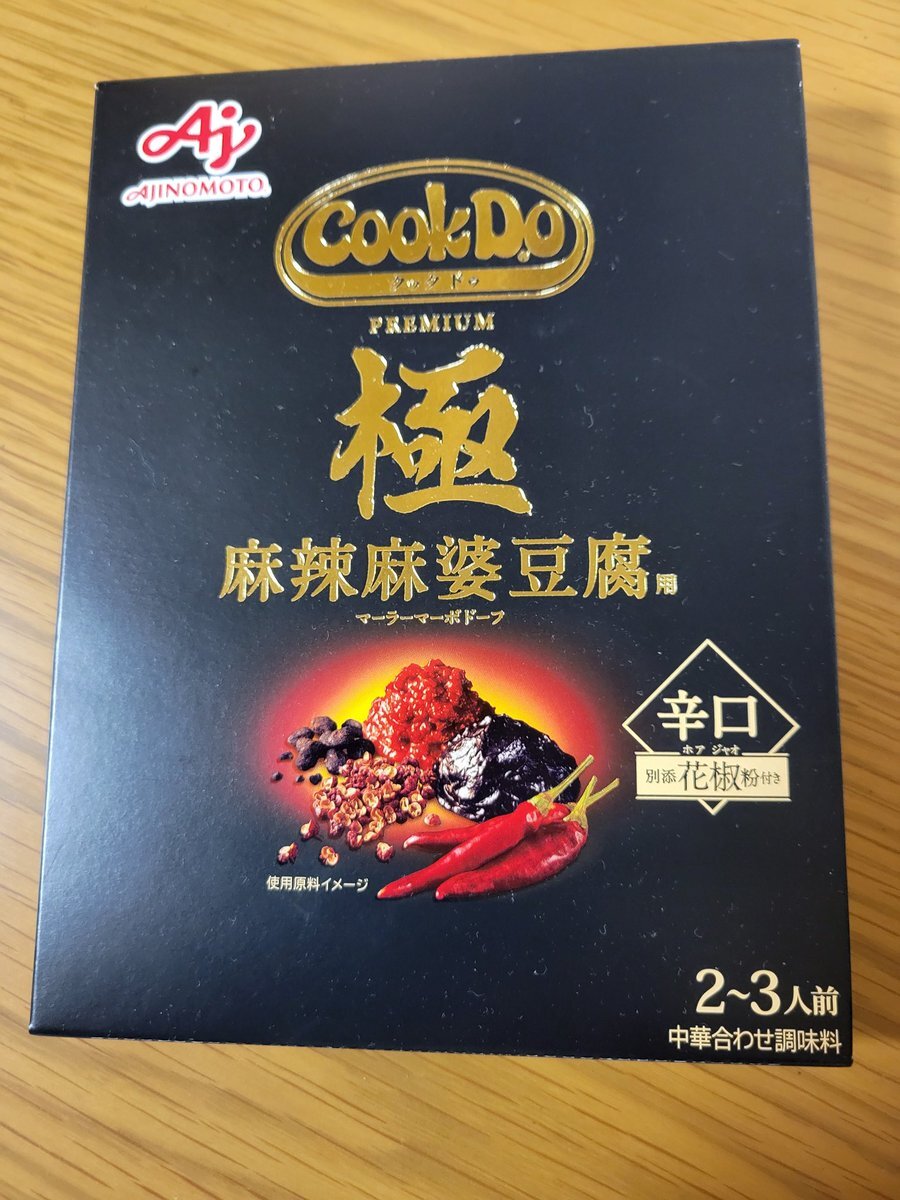 Aj
AJINOMOTO®
CookDo®
クックドゥ
PREMIUM
極
麻辣麻婆豆腐用
マーラーマーボドーフ
辛口
ホア ジャオ
別添花椒粉付き
使用原料イメージ
2~3人前
中華合わせ調味料